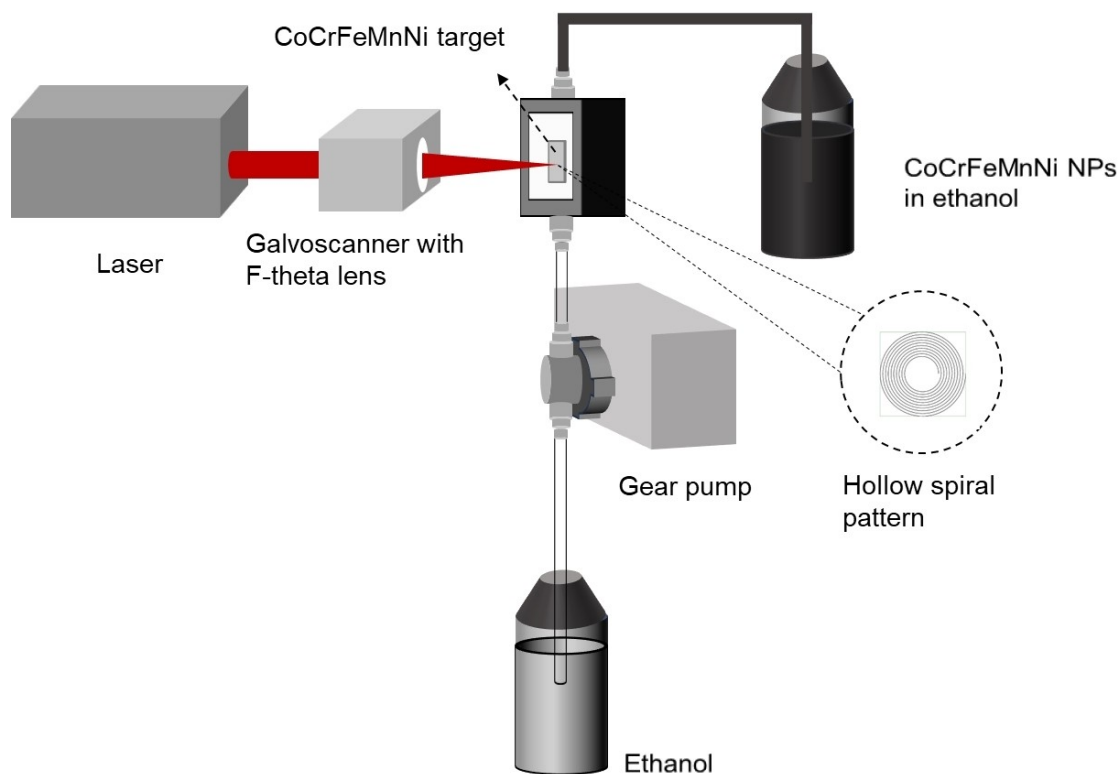 CoCrFeMnNi target
CoCrFeMnNi NPs
in ethanol
Laser
Galvoscanner with
F-theta lens
Gear pump
Hollow spiral
pattern
Ethanol